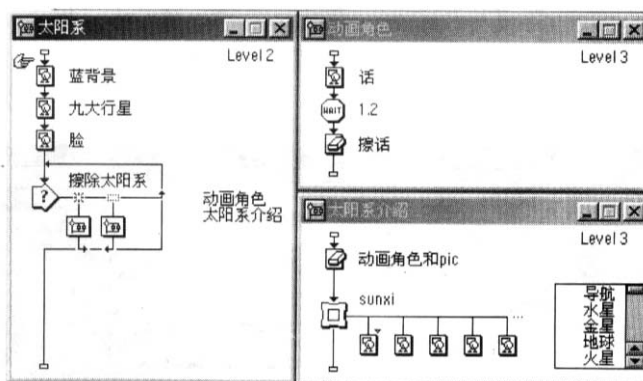 太阳系
Level 2
蓝背景
九大行星
脸
擦除太阳系
?
动画角色
太阳系介绍
动画角色
Level 3
话
WAIT
1.2
擦话
太阳系介绍
Level 3
动画角色和pic
sunxi
...
导航
水星
金星
地球
火星